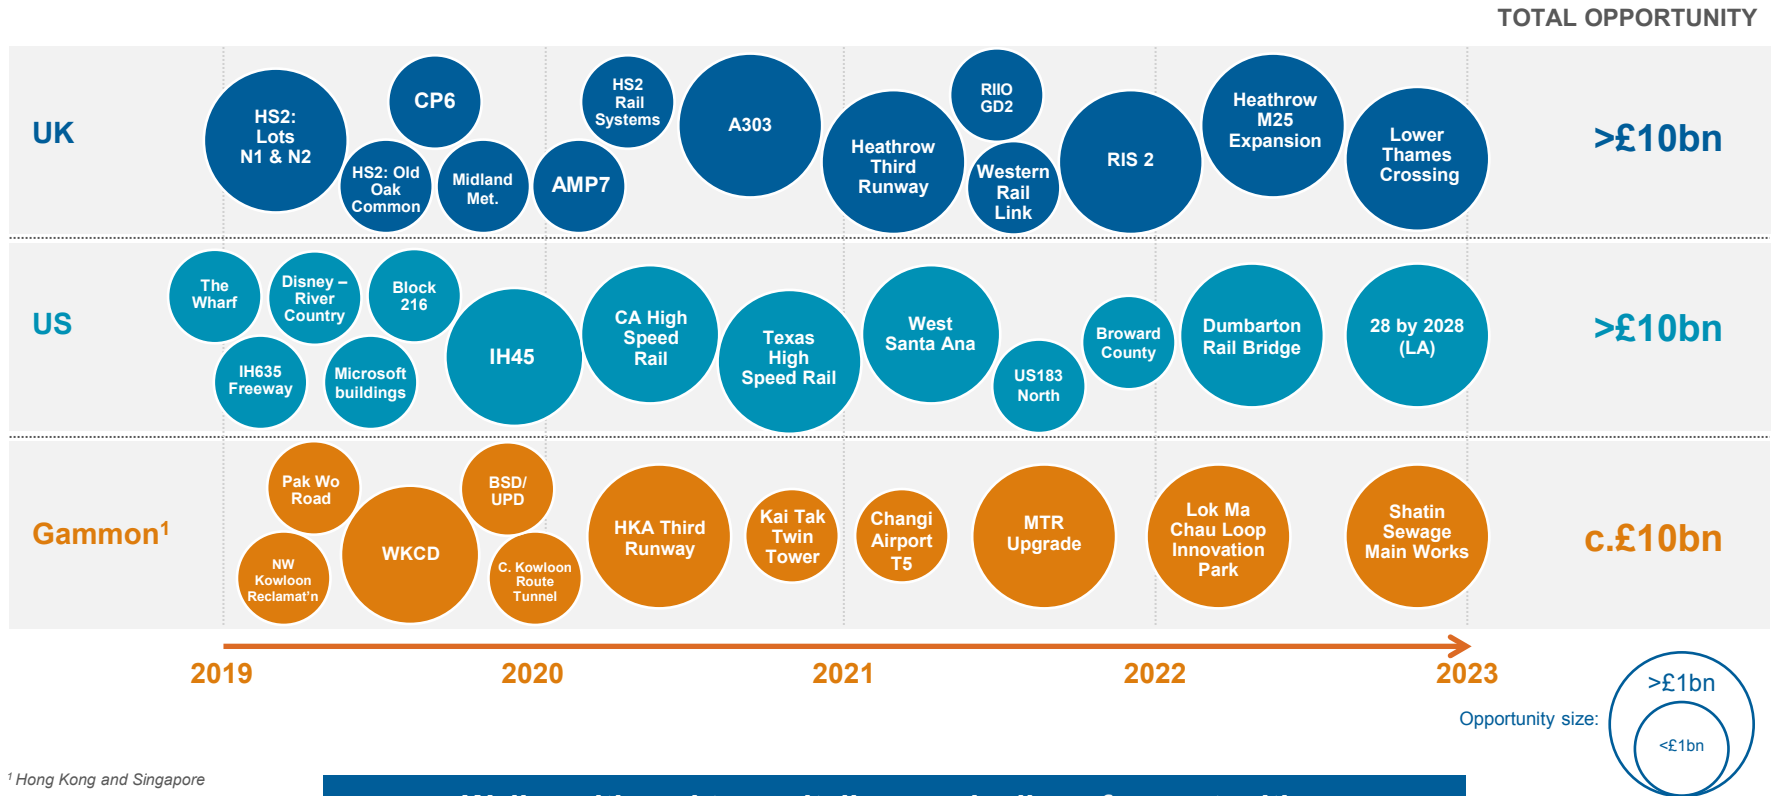 TOTAL OPPORTUNITY
UK
HS2:
Lots
N1 & N2
HS2: Old
Oak
Common
CP6
Midland
Met.
AMP7
HS2
Rail
Systems
A303
Heathrow
Third
Runway
RIIO
GD2
Western
Rail
Link
RIS 2
Heathrow
M25
Expansion
Lower
Thames
Crossing
>£10bn
US
The
Wharf
IH635
Freeway
Disney –
River
Country
Microsoft
buildings
Block
216
IH45
CA High
Speed
Rail
Texas
High
Speed Rail
West
Santa Ana
US183
North
Broward
County
Dumbarton
Rail Bridge
28 by 2028
(LA)
>£10bn
Gammon¹
Pak Wo
Road
NW
Kowloon
Reclamat’n
WKCD
BSD/
UPD
C. Kowloon
Route
Tunnel
HKA Third
Runway
Kai Tak
Twin
Tower
Changi
Airport
T5
MTR
Upgrade
Lok Ma
Chau Loop
Innovation
Park
Shatin
Sewage
Main Works
c.£10bn
2019
2020
2021
2022
2023
Opportunity size:
>£1bn
<£1bn
¹ Hong Kong and Singapore